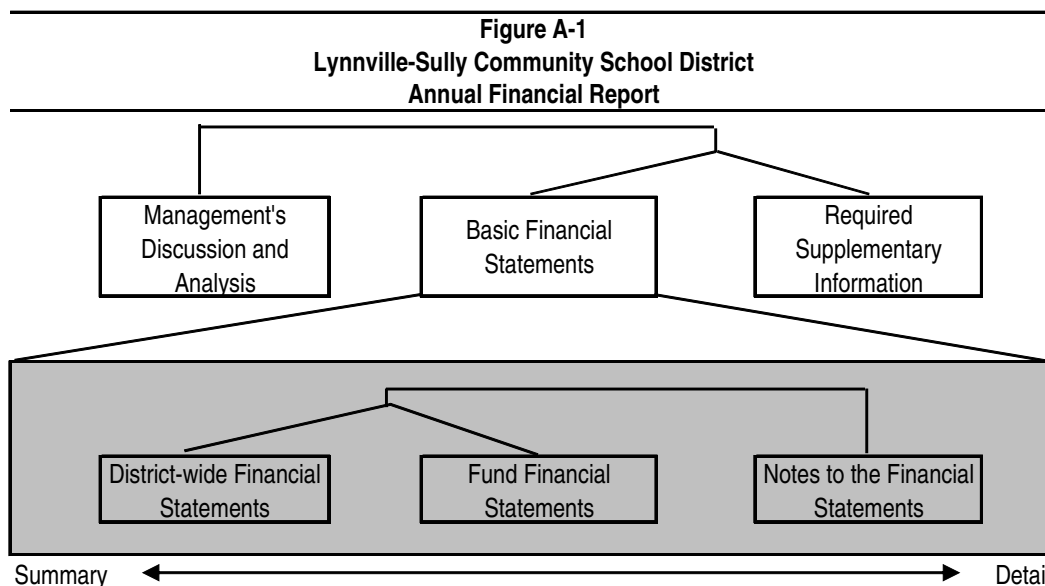 Figure A-1
Lynnville-Sully Community School District
Annual Financial Report
Management's
Discussion and
Analysis
Basic Financial
Statements
Required
Supplementary
Information
District-wide Financial
Statements
Fund Financial
Statements
Notes to the Financial
Statements
Summary
Detai